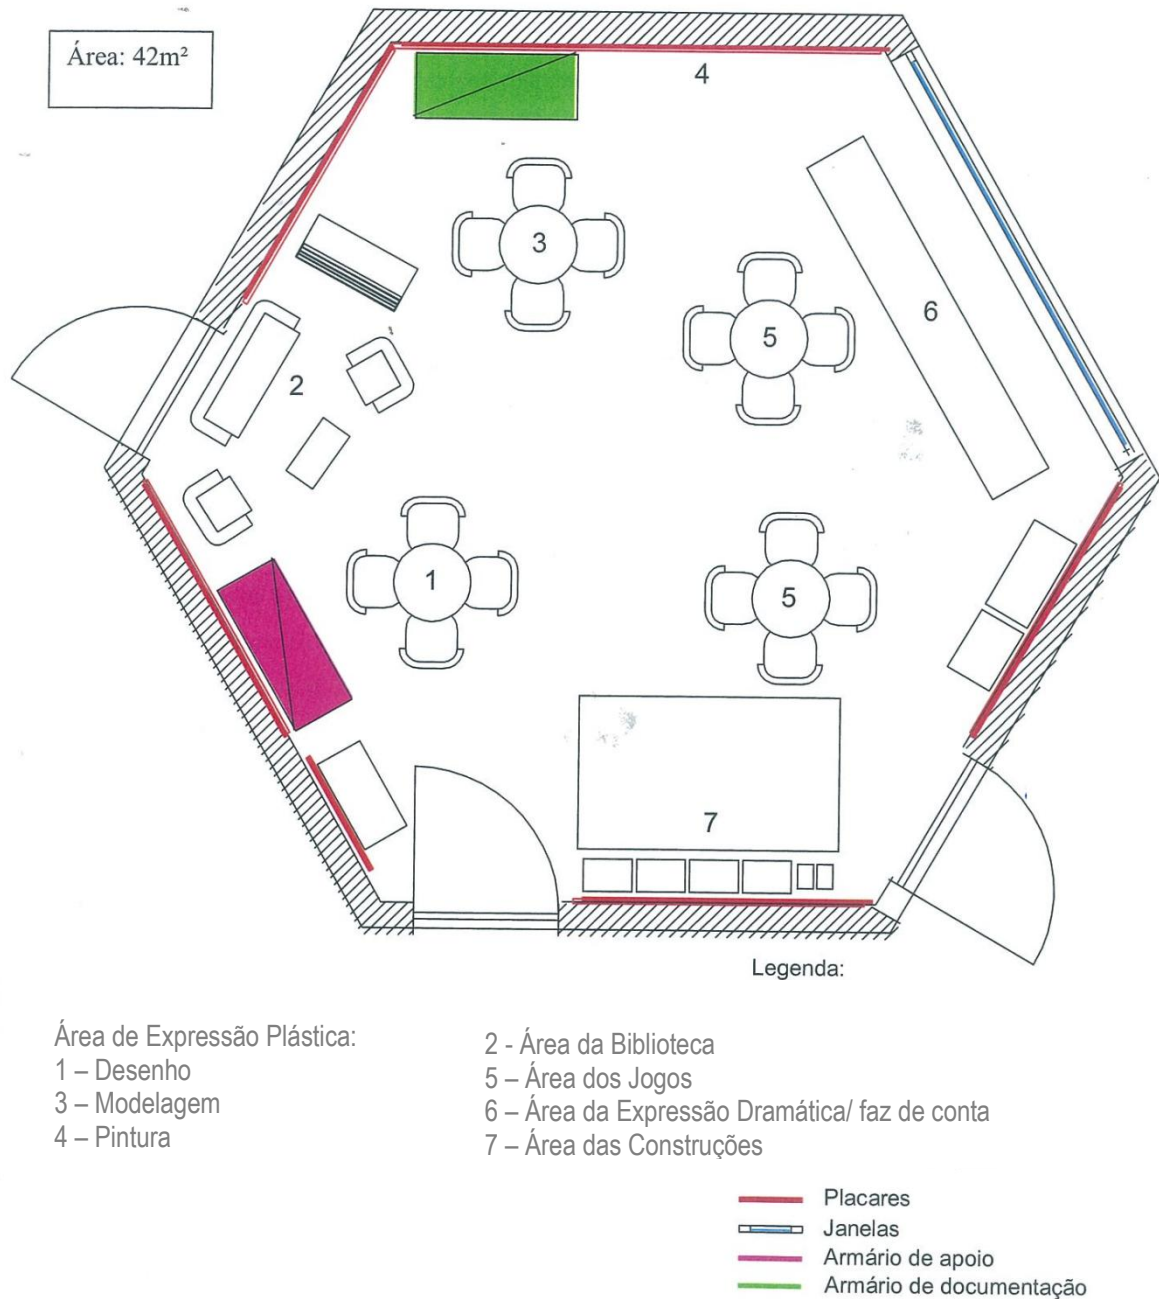 Área: 42m²
4
3
5
6
2
1
5
7
Legenda:
Área de Expressão Plástica:
1 – Desenho
3 – Modelagem
4 – Pintura
2 - Área da Biblioteca
5 – Área dos Jogos
6 – Área da Expressão Dramática/ faz de conta
7 – Área das Construções
Placares
Janelas
Armário de apoio
Armário de documentação